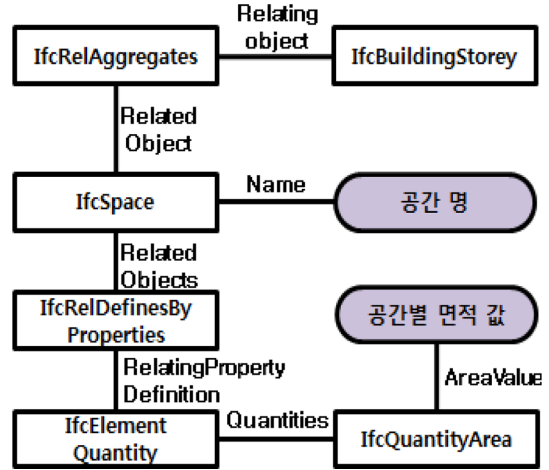 Relating
object
IfcRelAggregates
IfcBuildingStorey
Related
Object
IfcSpace
Name
공간 명
Related
Objects
IfcRelDefinesBy
Properties
공간별 면적 값
RelatingProperty
Definition
AreaValue
IfcElement
Quantity
Quantities
IfcQuantityArea